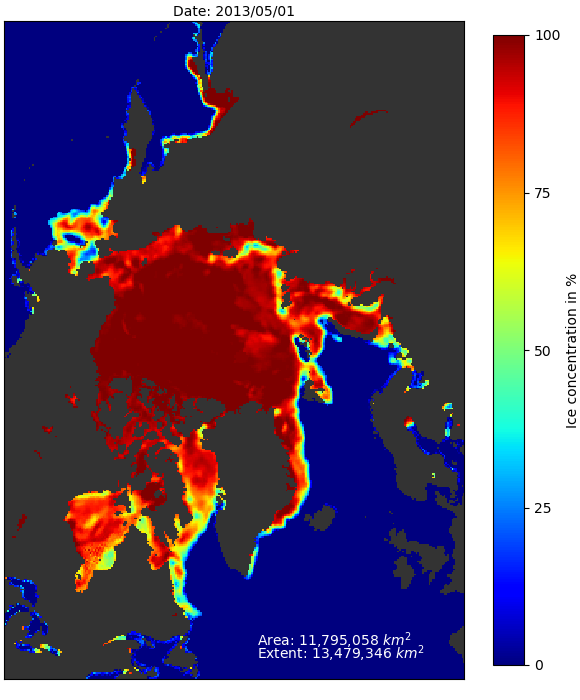 Date: 2013/05/01
100
75
50
25
0
Ice concentration in %
Area: 11,795,058 km²
Extent: 13,479,346 km²